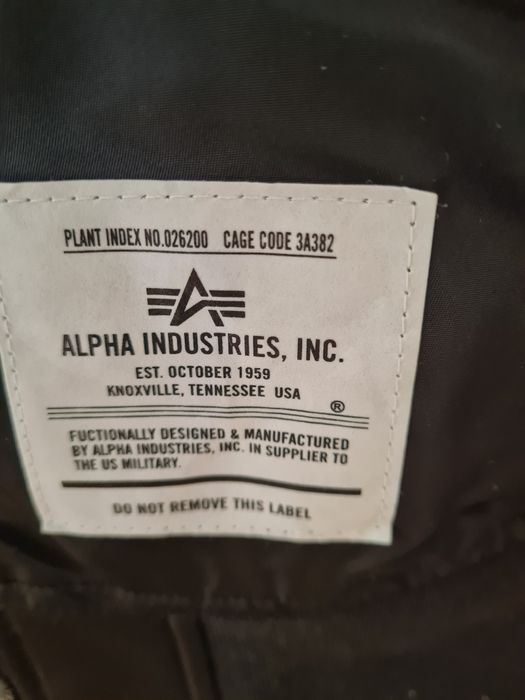 PLANT INDEX NO.026200 CAGE CODE 3A382
ALPHA INDUSTRIES, INC.
EST. OCTOBER 1959
KNOXVILLE, TENNESSEE USA
®
FUCTIONALLY DESIGNED & MANUFACTURED
BY ALPHA INDUSTRIES, INC. IN SUPPLIER TO
THE US MILITARY.
DO NOT REMOVE THIS LABEL